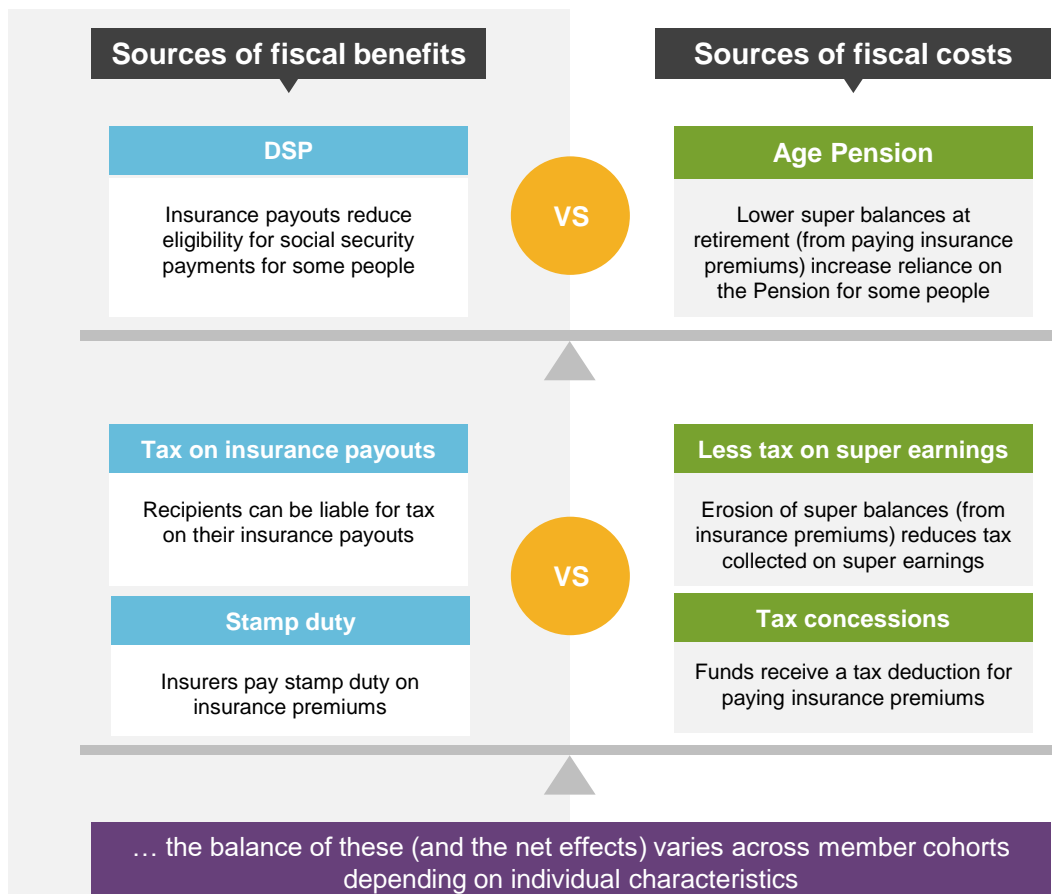 Sources of fiscal benefits
Sources of fiscal costs
DSP
Insurance payouts reduce
eligibility for social security
payments for some people
VS
Age Pension
Lower super balances at
retirement (from paying insurance
premiums) increase reliance on
the Pension for some people
Tax on insurance payouts
Recipients can be liable for tax
on their insurance payouts
Stamp duty
Insurers pay stamp duty on
insurance premiums
VS
Less tax on super earnings
Erosion of super balances (from
insurance premiums) reduces tax
collected on super earnings
Tax concessions
Funds receive a tax deduction for
paying insurance premiums
… the balance of these (and the net effects) varies across member cohorts
depending on individual characteristics